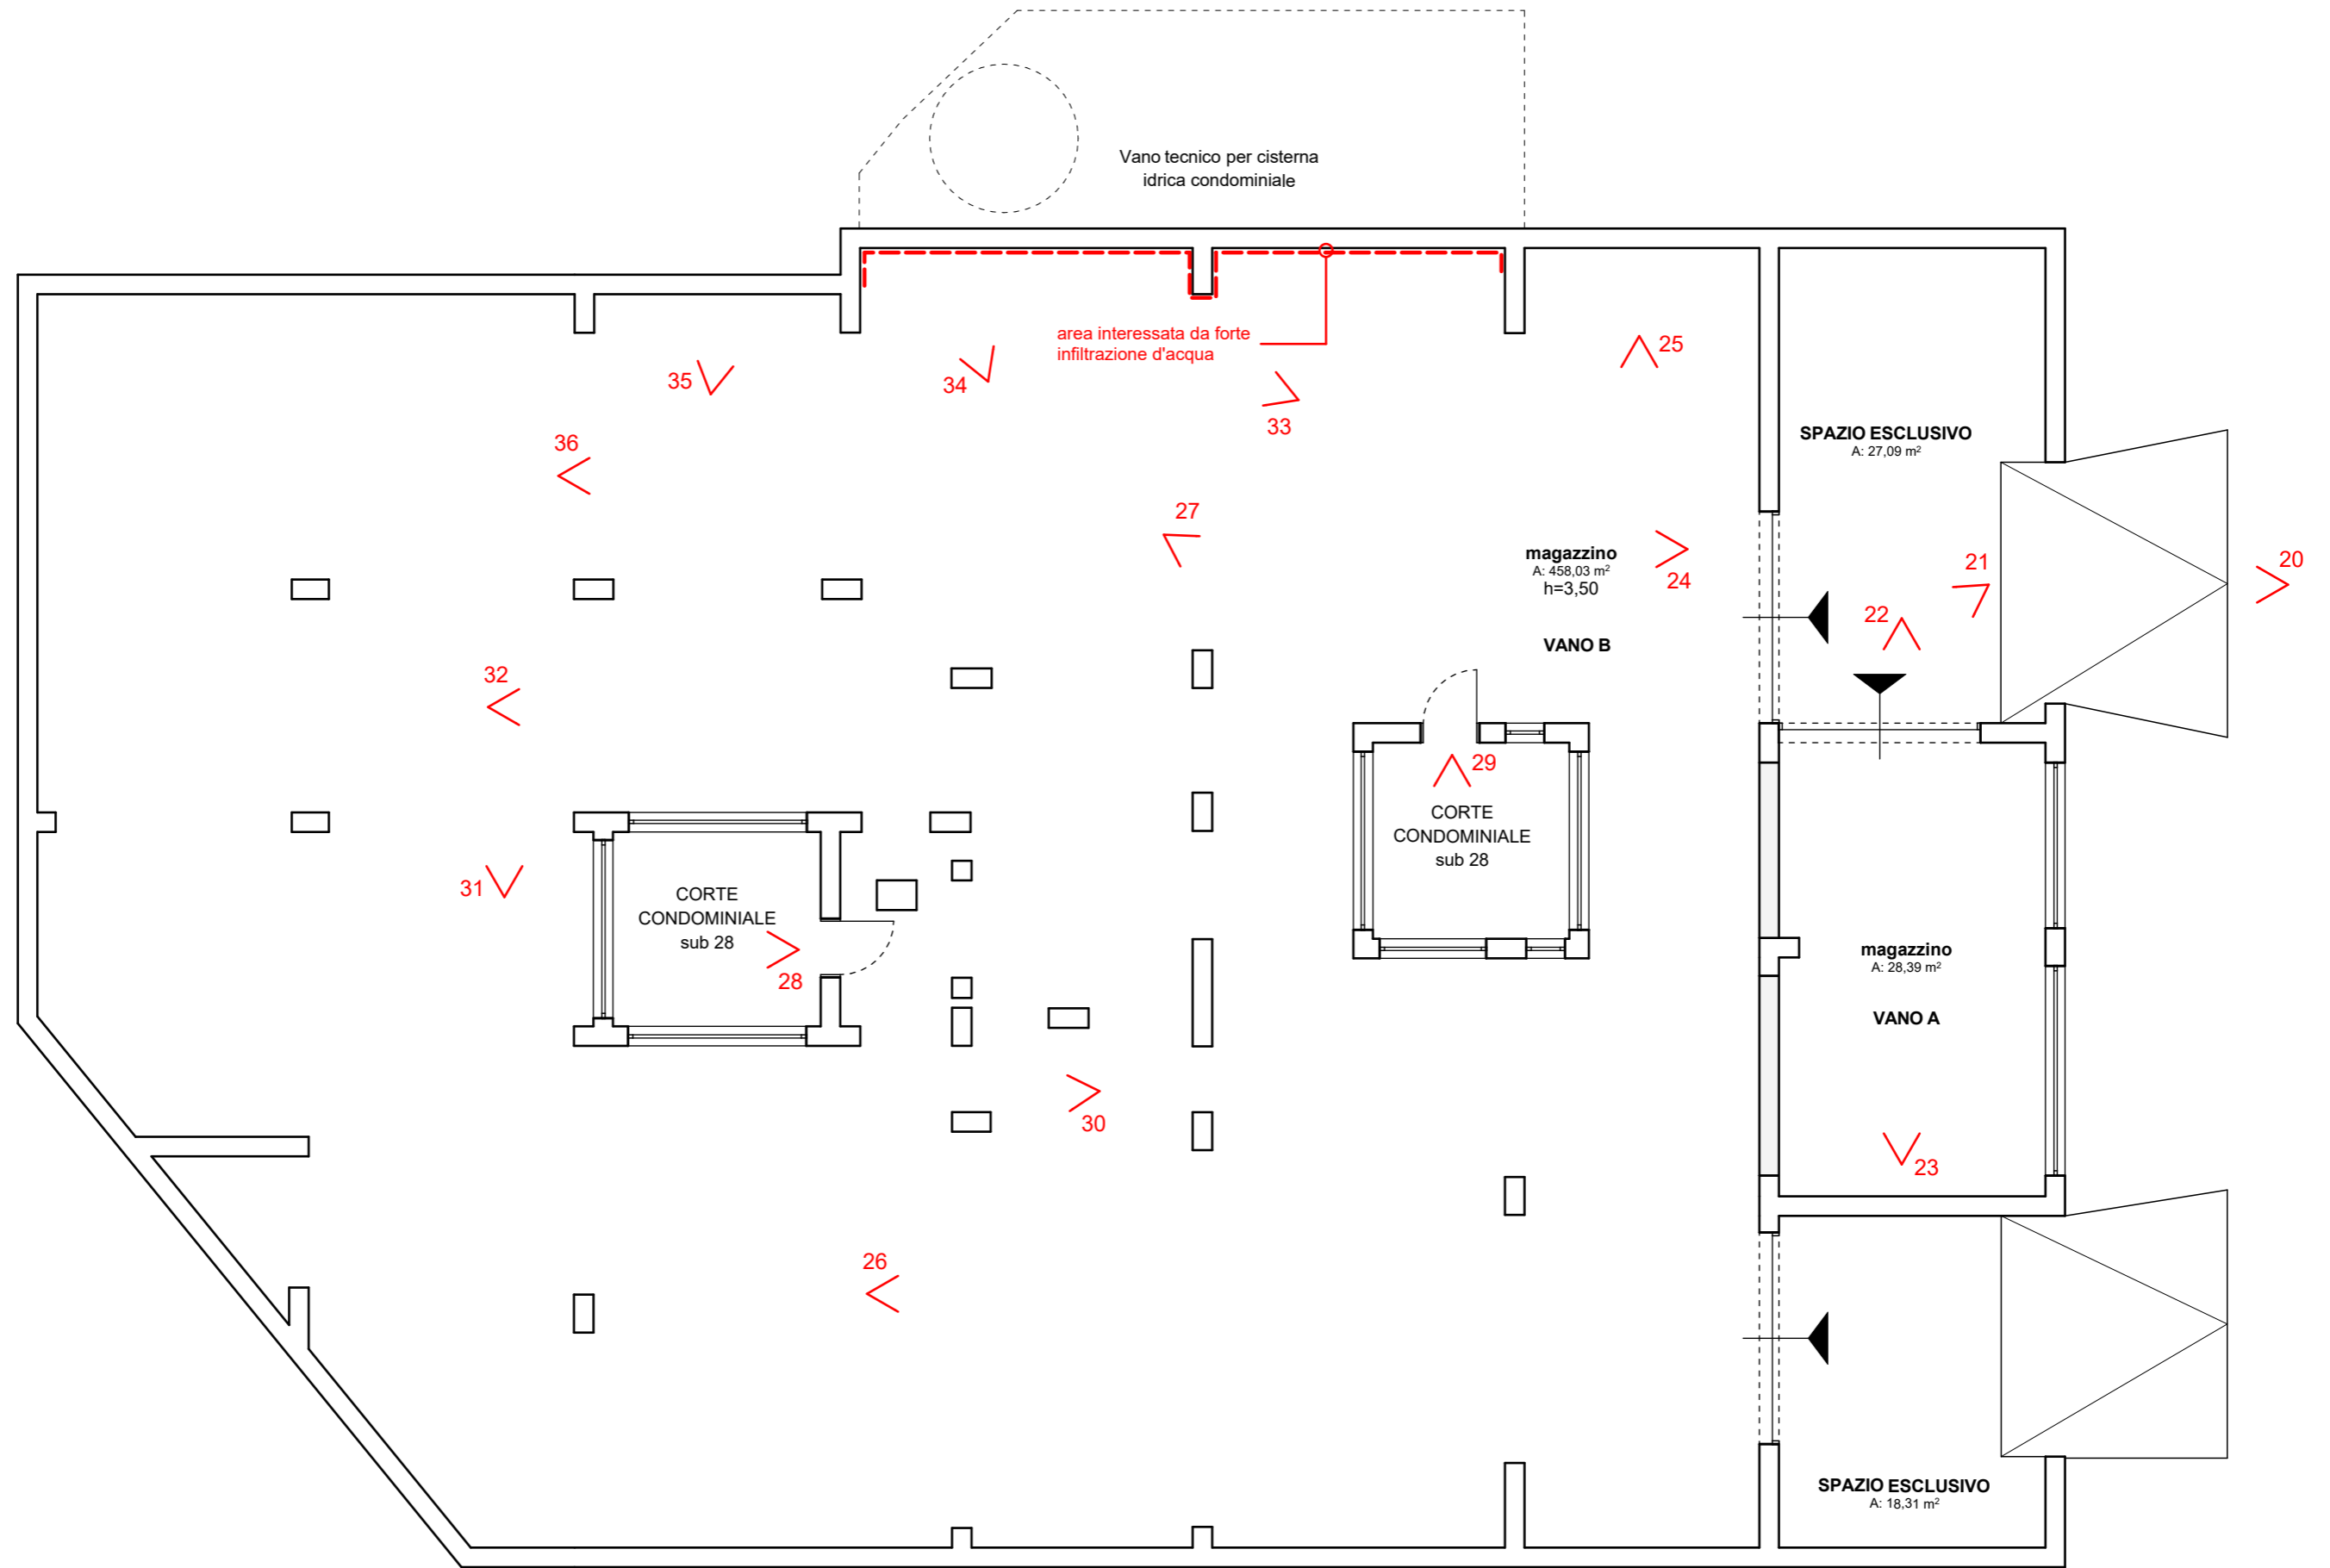 Vano tecnico per cisterna
idrica condominiale
area interessata da forte
infiltrazione d'acqua
25
35
34
33
SPAZIO ESCLUSIVO
A: 27,09 m²
36
27
magazzino
A: 458,03 m²
h=3,50
24
21
20
22
VANO B
32
29
CORTE
CONDOMINIALE
sub 28
31
CORTE
CONDOMINIALE
sub 28
28
magazzino
A: 28,39 m²
VANO A
30
23
26
SPAZIO ESCLUSIVO
A: 18,31 m²